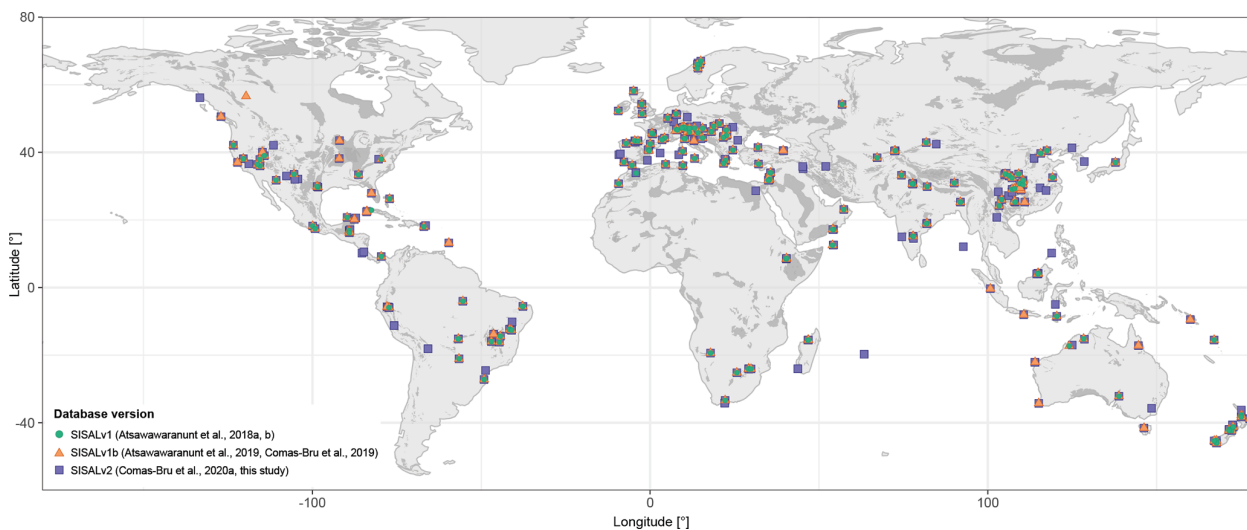 80
40
0
-40
Latitude [°]
Database version
SISALv1 (Atsawawaranunt et al., 2018a, b)
SISALv1b (Atsawawaranunt et al., 2019, Comas-Bru et al., 2019)
SISALv2 (Comas-Bru et al., 2020a, this study)
-100
0
100
Longitude [°]